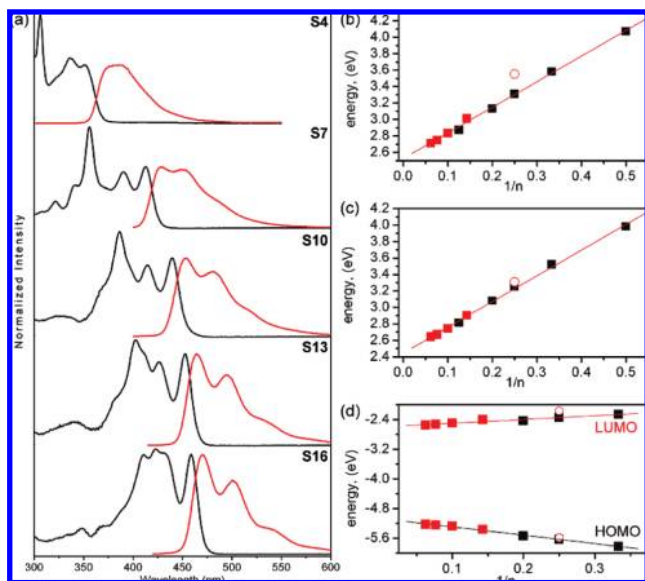 a)
S4
S7
S10
S13
S16
Normalized Intensity
300 350 400 450 500 550 600
(b)
energy, (eV)
4.2
4.0
3.8
3.6
3.4
3.2
3.0
2.8
2.6
0.0 0.1 0.2 0.3 0.4 0.5
1/n
(c)
energy, (eV)
4.2
4.0
3.8
3.6
3.4
3.2
3.0
2.8
2.6
2.4
0.0 0.1 0.2 0.3 0.4 0.5
1/n
(d)
energy, (eV)
-2.4
-3.2
-4.0
-4.8
-5.6
LUMO
HOMO
0.1 0.2 0.3